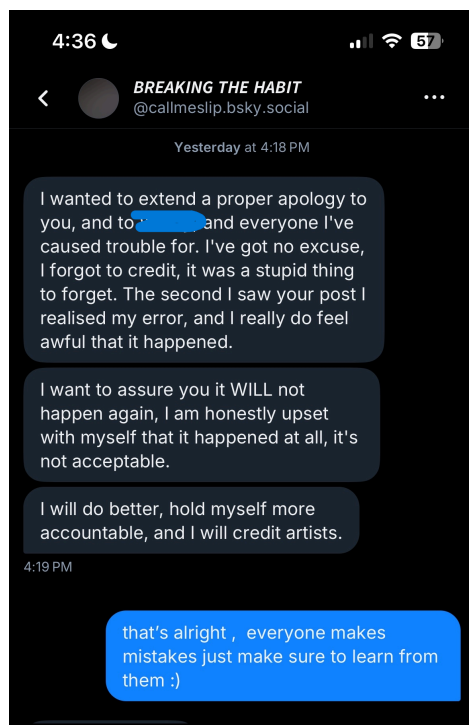 4:36
57
BREAKING THE HABIT
@callmeslip.bsky.social
Yesterday at 4:18 PM
I wanted to extend a proper apology to
you, and to and everyone I've
caused trouble for. I've got no excuse,
I forgot to credit, it was a stupid thing
to forget. The second I saw your post I
realised my error, and I really do feel
awful that it happened.
I want to assure you it WILL not
happen again, I am honestly upset
with myself that it happened at all, it's
not acceptable.
I will do better, hold myself more
accountable, and I will credit artists.
4:19 PM
that's alright , everyone makes
mistakes just make sure to learn from
them :)